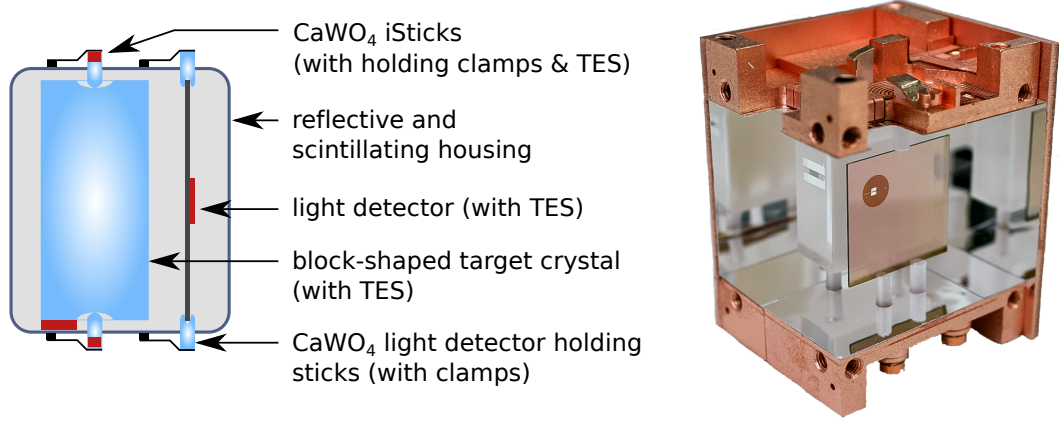 CaWO₄ iSticks
(with holding clamps & TES)
reflective and
scintillating housing
light detector (with TES)
block-shaped target crystal
(with TES)
CaWO₄ light detector holding
sticks (with clamps)